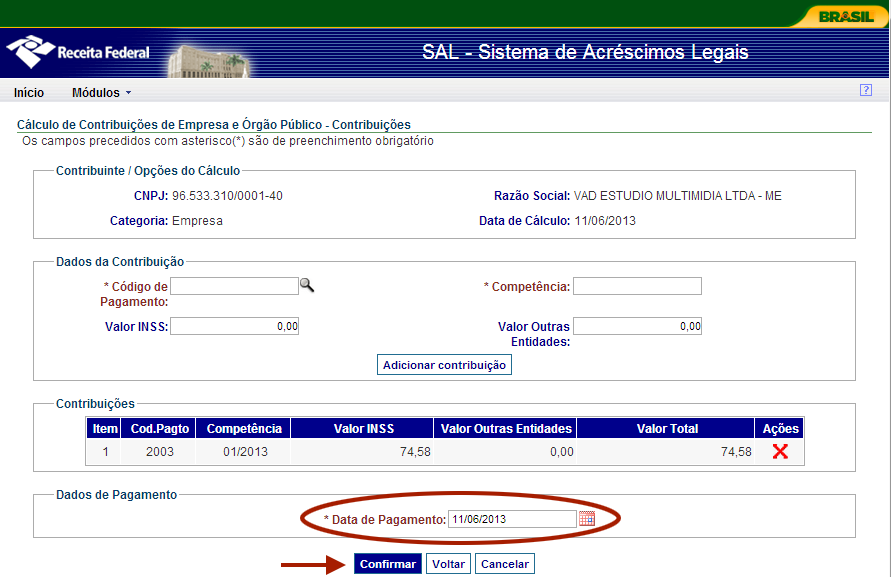 BRASIL
Receita Federal
SAL - Sistema de Acréscimos Legais
Início Módulos ?
Cálculo de Contribuições de Empresa e Órgão Público - Contribuições
Os campos precedidos com asterisco(*) são de preenchimento obrigatório
Contribuinte / Opções do Cálculo
CNPJ: 96.533.310/0001-40 Razão Social: VAD ESTUDIO MULTIMIDIA LTDA - ME
Categoria: Empresa Data de Cálculo: 11/06/2013
Dados da Contribuição
* Código de Pagamento: * Competência:
Valor INSS: 0,00 Valor Outras Entidades: 0,00
Adicionar contribuição
Contribuições
Item Cod.Pagto Competência Valor INSS Valor Outras Entidades Valor Total Ações
1 2003 01/2013 74,58 0,00 74,58
Dados de Pagamento
* Data de Pagamento: 11/06/2013
Confirmar Voltar Cancelar